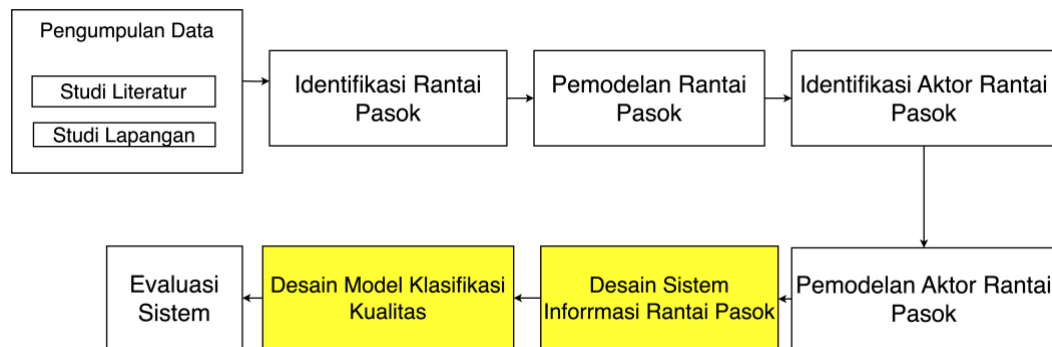 Pengumpulan Data
Studi Literatur
Studi Lapangan
Identifikasi Rantai
Pasok
Pemodelan Rantai
Pasok
Identifikasi Aktor Rantai
Pasok
Pemodelan Aktor Rantai
Pasok
Desain Sistem
Inforrmasi Rantai Pasok
Desain Model Klasifikasi
Kualitas
Evaluasi
Sistem